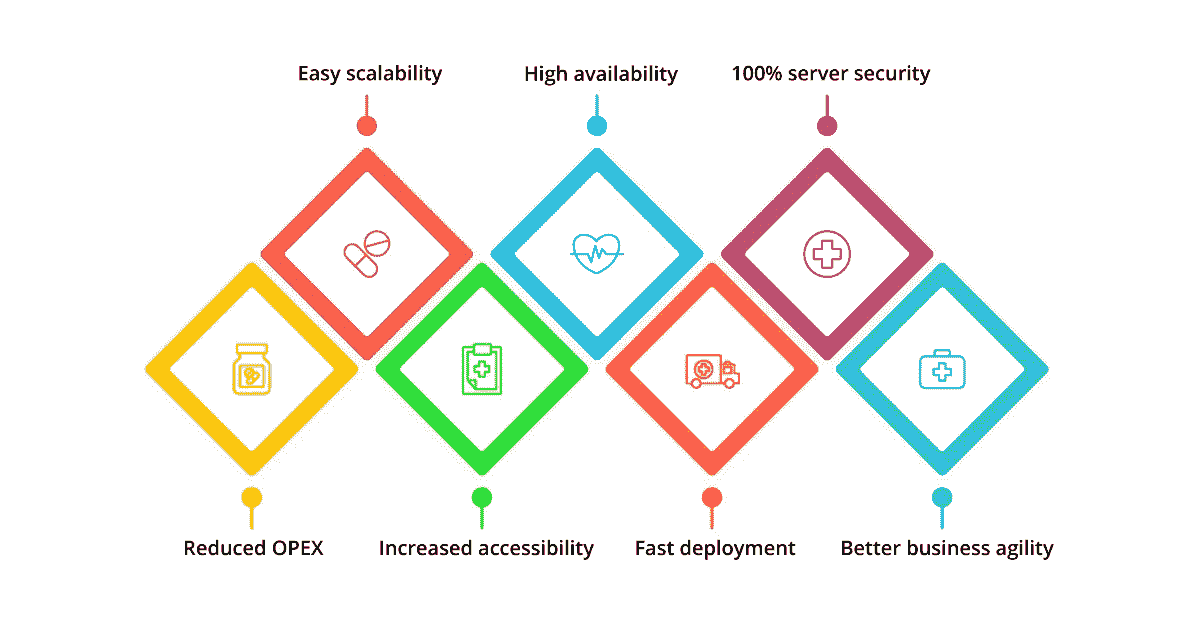 Easy scalability
High availability
100% server security
Reduced OPEX
Increased accessibility
Fast deployment
Better business agility